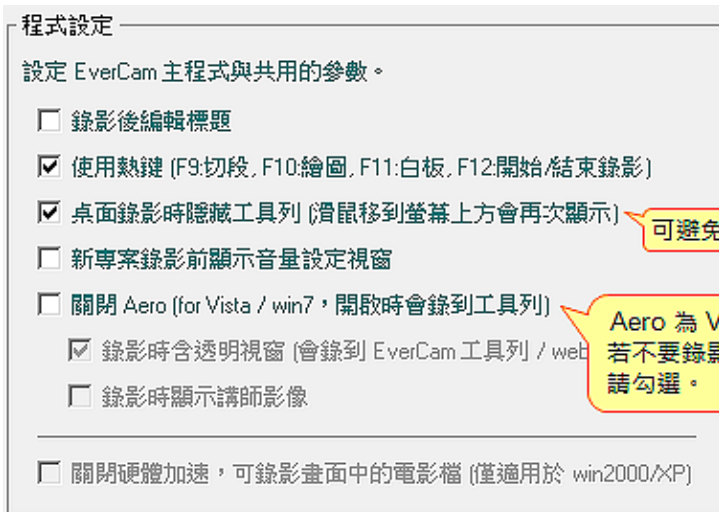 程式設定
設定 EverCam 主程式與共用的參數。
錄影後編輯標題
使用熱鍵 (F9:切段, F10:繪圖, F11:白板, F12:開始/結束錄影)
桌面錄影時隱藏工具列 (滑鼠移到螢幕上方會再次顯示)
可避免
新專案錄影前顯示音量設定視窗
關閉 Aero (for Vista / win7，開啟時會錄到工具列)
Aero 為 V
若不要錄
請勾選。
錄影時含透明視窗 (會錄到 EverCam 工具列 / web
錄影時顯示講師影像
關閉硬體加速，可錄影畫面中的電影檔 (僅適用於 win2000/XP)